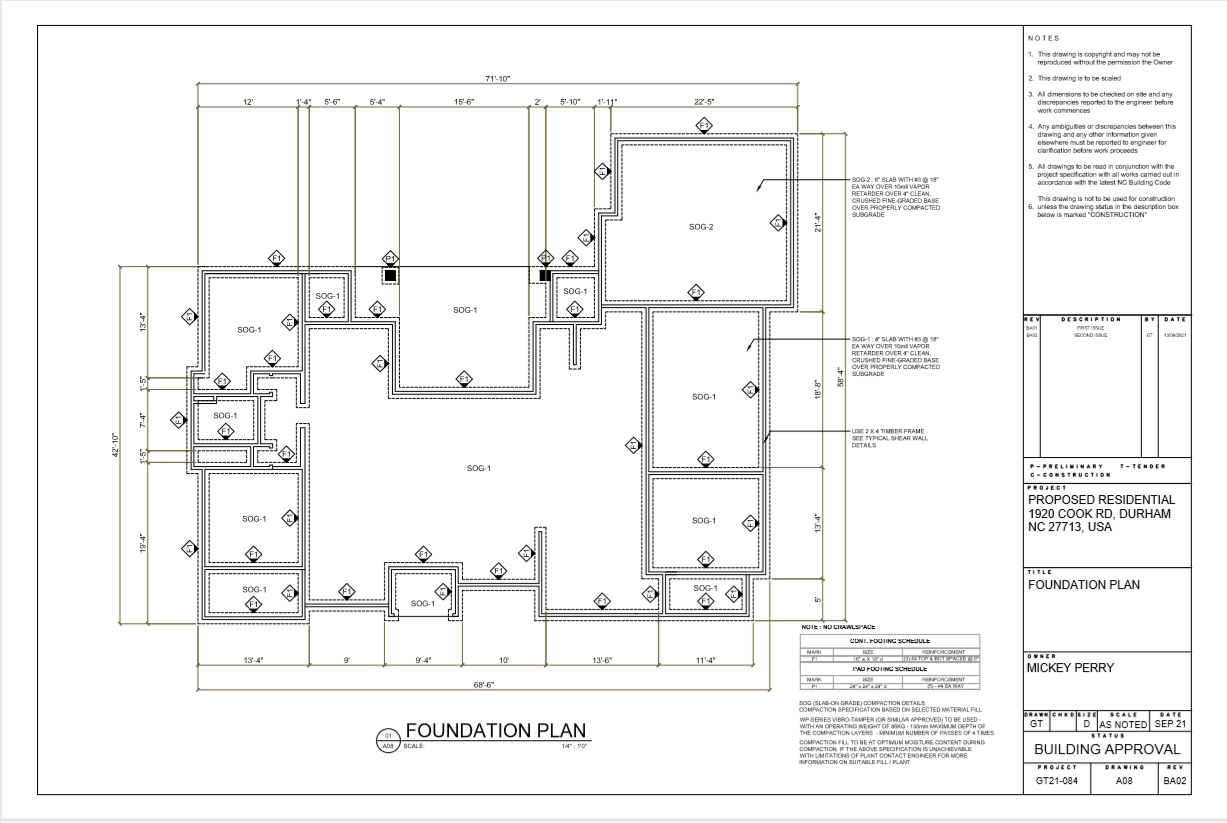 71'-10"
12'
1'-4"
5'-6"
5'-4"
15'-6"
2'
5'-10"
1'-11"
22'-5"
F1
F1
F1
F1
F1
P1
P1
F1
SOG-2
F1
21'-4"
SOG-2 : 6" SLAB WITH #3 @ 18"
EA WAY OVER 10mil VAPOR
RETARDER OVER 4" CLEAN,
CRUSHED FINE-GRADED BASE
OVER PROPERLY COMPACTED
SUBGRADE
SOG-1
SOG-1
SOG-1
SOG-1
F1
F1
F1
F1
F1
F1
13'-4"
F1
F1
F1
F1
F1
1'-5"
7'-4"
1'-5"
42'-10"
19'-4"
SOG-1
F1
F1
F1
SOG-1
SOG-1 : 4" SLAB WITH #3 @ 18"
EA WAY OVER 10mil VAPOR
RETARDER OVER 4" CLEAN,
CRUSHED FINE-GRADED BASE
OVER PROPERLY COMPACTED
SUBGRADE
SOG-1
F1
F1
F1
18'-8"
58'-4"
USE 2 X 4 TIMBER FRAME
SEE TYPICAL SHEAR WALL
DETAILS
SOG-1
F1
F1
F1
SOG-1
F1
F1
13'-4"
SOG-1
F1
F1
F1
SOG-1
F1
F1
F1
F1
F1
F1
SOG-1
F1
F1
5'
13'-4"
9'
9'-4"
10'
13'-6"
11'-4"
68'-6"
NOTE : NO CRAWLSPACE
CONT. FOOTING SCHEDULE
MARK SIZE REINFORCEMENT
F1
PAD FOOTING SCHEDULE
MARK SIZE REINFORCEMENT
P1 24" x 24" x 24" d (5) - #4 EA WAY
SOG (SLAB-ON GRADE) COMPACTION DETAILS:
COMPACTION SPECIFICATION BASED ON SELECTED MATERIAL FILL
WP-SERIES VIBRO-TAMPER (OR SIMILAR APPROVED) TO BE USED -
WITH AN OPERATING WEIGHT OF 86KG - 150mm MAXIMUM DEPTH OF
THE COMPACTION LAYERS - MINIMUM NUMBER OF PASSES OF 4 TIMES.
COMPACTION FILL TO BE AT OPTIMUM MOISTURE CONTENT DURING
COMPACTION. IF THE ABOVE SPECIFICATION IS UNACHIEVABLE
WITH LIMITATIONS OF PLANT CONTACT ENGINEER FOR MORE
INFORMATION ON SUITABLE FILL / PLANT.
01
A08
FOUNDATION PLAN
SCALE: 1/4" : 1'0"
NOTES
1. This drawing is copyright and may not be
reproduced without the permission the Owner
2. This drawing is to be scaled
3. All dimensions to be checked on site and any
discrepancies reported to the engineer before
work commences
4. Any ambiguities or discrepancies between this
drawing and any other information given
elsewhere must be reported to engineer for
clarification before work proceeds
5. All drawings to be read in conjunction with the
project specification with all works carried out in
accordance with the latest NC Building Code
This drawing is not to be used for construction
6. unless the drawing status in the description box
below is marked "CONSTRUCTION"
REV DESCRIPTION BY DATE
BA01 FIRST ISSUE
BA02 SECOND ISSUE GT
P-PRELIMINARY T-TENDER
C-CONSTRUCTION
PROJECT
PROPOSED RESIDENTIAL
1920 COOK RD, DURHAM
NC 27713, USA
TITLE
FOUNDATION PLAN
OWNER
MICKEY PERRY
DRAWN CHKD SIZE SCALE DATE
GT D AS NOTED SEP 21
STATUS
BUILDING APPROVAL
PROJECT DRAWING REV
GT21-084 A08 BA02